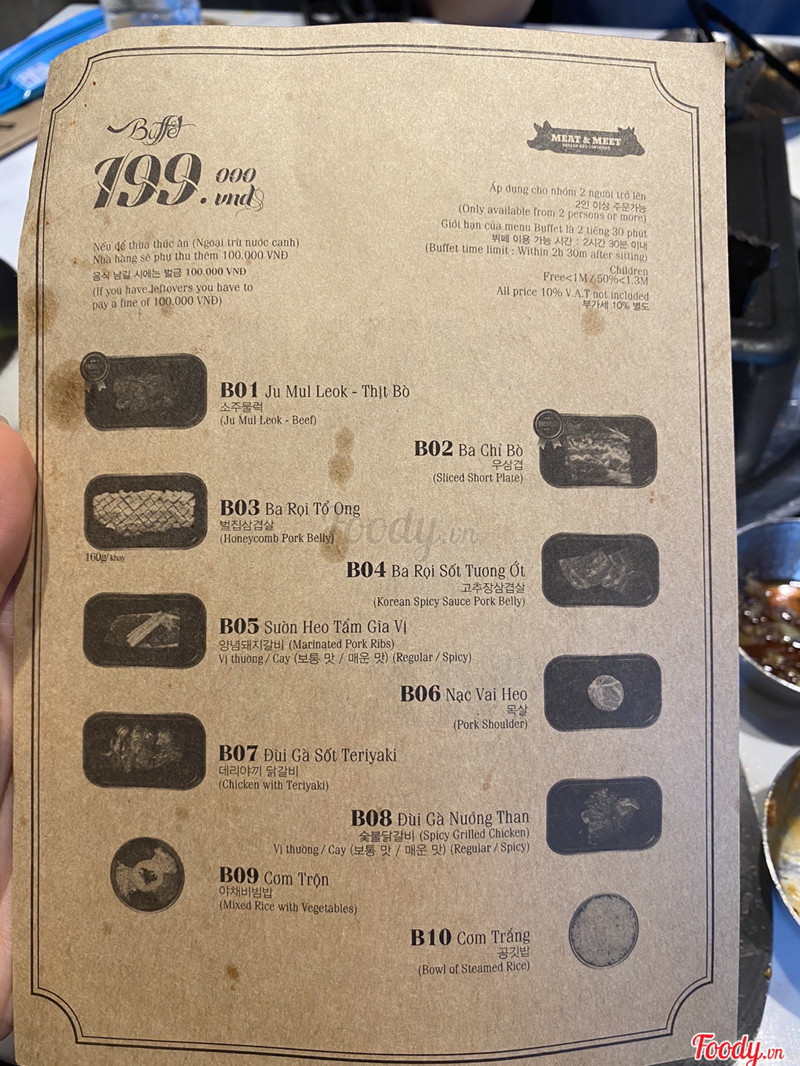 Buffet
199.000 vnđ
MEAT & MEET
Nếu để thừa thức ăn (Ngoại trừ nước canh)
Nhà hàng sẽ phụ thu thêm 100.000 VNĐ
음식 남길 시에는 벌금 100.000 VNĐ
(If you have leftovers you have to
pay a fine of 100.000 VNĐ)
Áp dụng cho nhóm 2 người trở lên
2인 이상 주문가능
(Only available from 2 persons or more)
Giới hạn của menu Buffet là 2 tiếng 30 phút
뷔페 이용 가능 시간 : 2시간 30분 이내
(Buffet time limit : Within 2h 30m after sitting)
Children
Free<1M / 50%<1.3M
All price 10% V.A.T not included
부가세 10% 별도
B01 Ju Mul Leok - Thịt Bò
소주물럭
(Ju Mul Leok - Beef)
B02 Ba Chỉ Bò
우삼겹
(Sliced Short Plate)
B03 Ba Rọi Tổ Ong
벌집삼겹살
(Honeycomb Pork Belly)
160g/khay
B04 Ba Rọi Sốt Tương Ớt
고추장삼겹살
(Korean Spicy Sauce Pork Belly)
B05 Sườn Heo Tẩm Gia Vị
양념돼지갈비 (Marinated Pork Ribs)
Vị thường / Cay (보통 맛 / 매운 맛) (Regular / Spicy)
B06 Nạc Vai Heo
목살
(Pork Shoulder)
B07 Đùi Gà Sốt Teriyaki
데리야끼 닭갈비
(Chicken with Teriyaki)
B08 Đùi Gà Nướng Than
숯불닭갈비 (Spicy Grilled Chicken)
Vị thường / Cay (보통 맛 / 매운 맛) (Regular / Spicy)
B09 Cơm Trộn
야채비빔밥
(Mixed Rice with Vegetables)
B10 Cơm Trắng
공깃밥
(Bowl of Steamed Rice)
foody.vn
Foody.vn